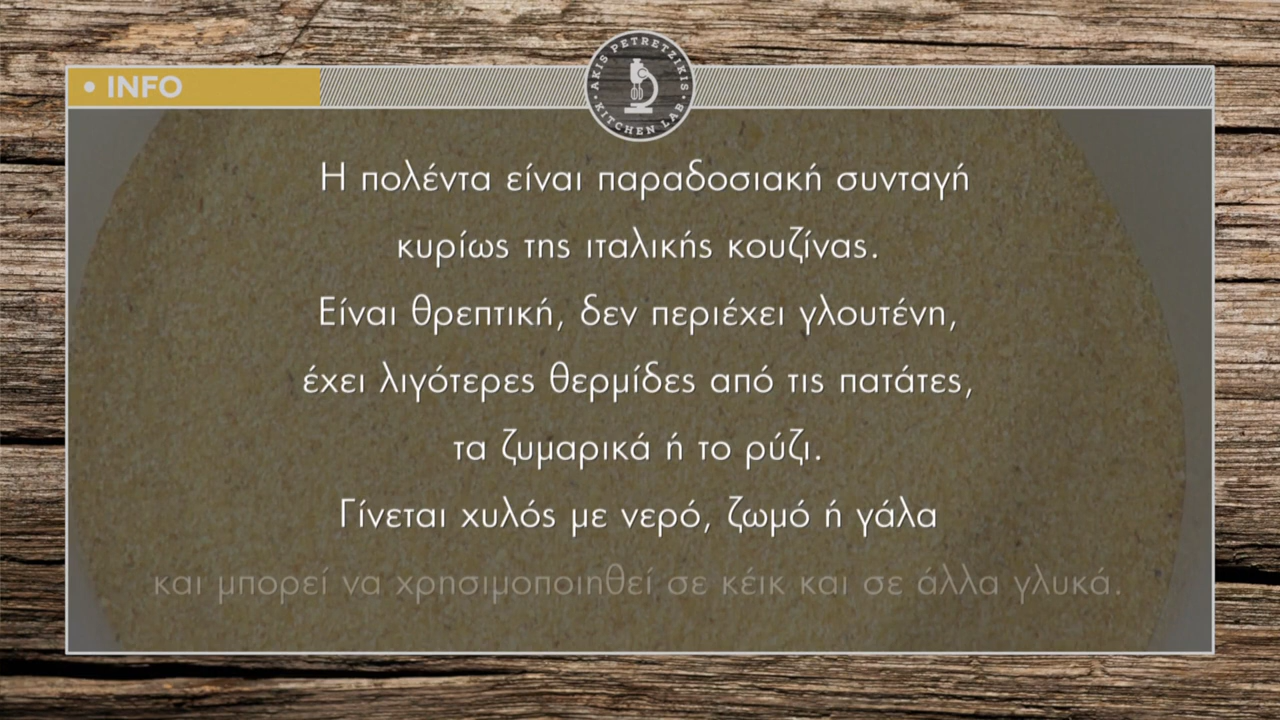 • INFO
AKIS PETRETZIKIS
• KITCHEN LAB •
Η πολέντα είναι παραδοσιακή συνταγή
κυρίως της ιταλικής κουζίνας.
Είναι θρεπτική, δεν περιέχει γλουτένη,
έχει λιγότερες θερμίδες από τις πατάτες,
τα ζυμαρικά ή το ρύζι.
Γίνεται χυλός με νερό, ζωμό ή γάλα
και μπορεί να χρησιμοποιηθεί σε κέικ και σε άλλα γλυκά.